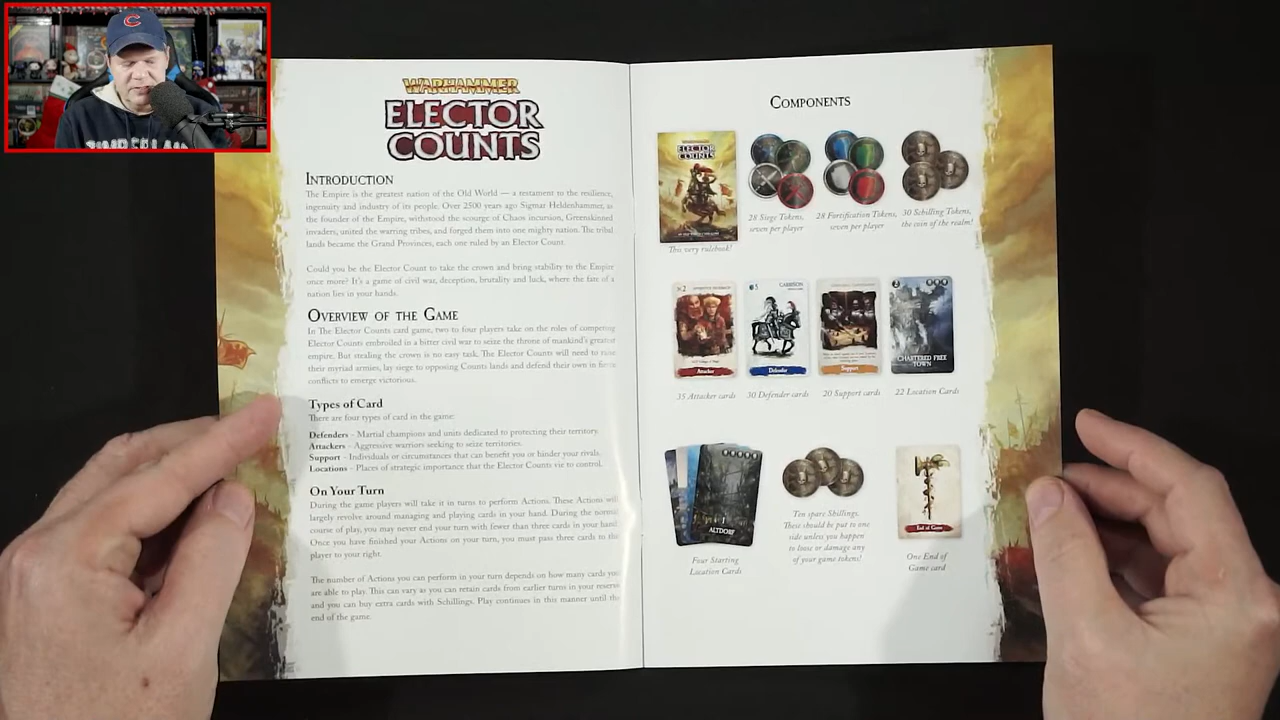 WARHAMMER
ELECTOR
COUNTS
INTRODUCTION
The Empire is the greatest nation of the Old World — a testament to the resilience,
ingenuity and industry of its people. Over 2500 years ago Sigmar Heldenhammer, as
the founder of the Empire, withstood the scourge of Chaos incursion, Greenskinned
invaders, united the warring tribes, and forged them into one mighty nation. The tribal
lands became the Grand Provinces, each one ruled by an Elector Count.
Could you be the Elector Count to take the crown and bring stability to the Empire
once more? It's a game of civil war, deception, brutality and luck, where the fate of a
nation lies in your hands.
OVERVIEW OF THE GAME
In The Elector Counts card game, two to four players take on the roles of competing
Elector Counts embroiled in a bitter civil war to seize the throne of mankind's greatest
empire. But stealing the crown is no easy task. The Elector Counts will need to raise
their myriad armies, lay siege to opposing Counts lands and defend their own in fierce
conflicts to emerge victorious.
Types of Card
There are four types of card in the game:
Defenders - Martial champions and units dedicated to protecting their territory.
Attackers - Aggressive warriors seeking to seize territories.
Support - Individuals or circumstances that can benefit you or hinder your rivals.
Locations - Places of strategic importance that the Elector Counts vie to control.
On Your Turn
During the game players will take it in turns to perform Actions. These Actions will
largely revolve around managing and playing cards in your hand. During the normal
course of play, you may never end your turn with fewer than three cards in your hand.
Once you have finished your Actions on your turn, you must pass three cards to the
player to your right.
The number of Actions you can perform in your turn depends on how many cards you
are able to play. This can vary as you can retain cards from earlier turns in your reserve
and you can buy extra cards with Schillings. Play continues in this manner until the
end of the game.
COMPONENTS
ELECTOR
COUNTS
This very rulebook!
28 Siege Tokens,
seven per player
28 Fortification Tokens,
seven per player
30 Schilling Tokens,
the coin of the realm!
Attacker
35 Attacker cards
5
GARRISON
Defender
30 Defender cards
Support
20 Support cards
2
CHARTERED FREE
TOWN
22 Location Cards
ALTDORF
Four Starting
Location Cards
Ten spare Shillings.
These should be put to one
side unless you happen
to loose or damage any
of your game tokens!
End of Game
One End of
Game card
C